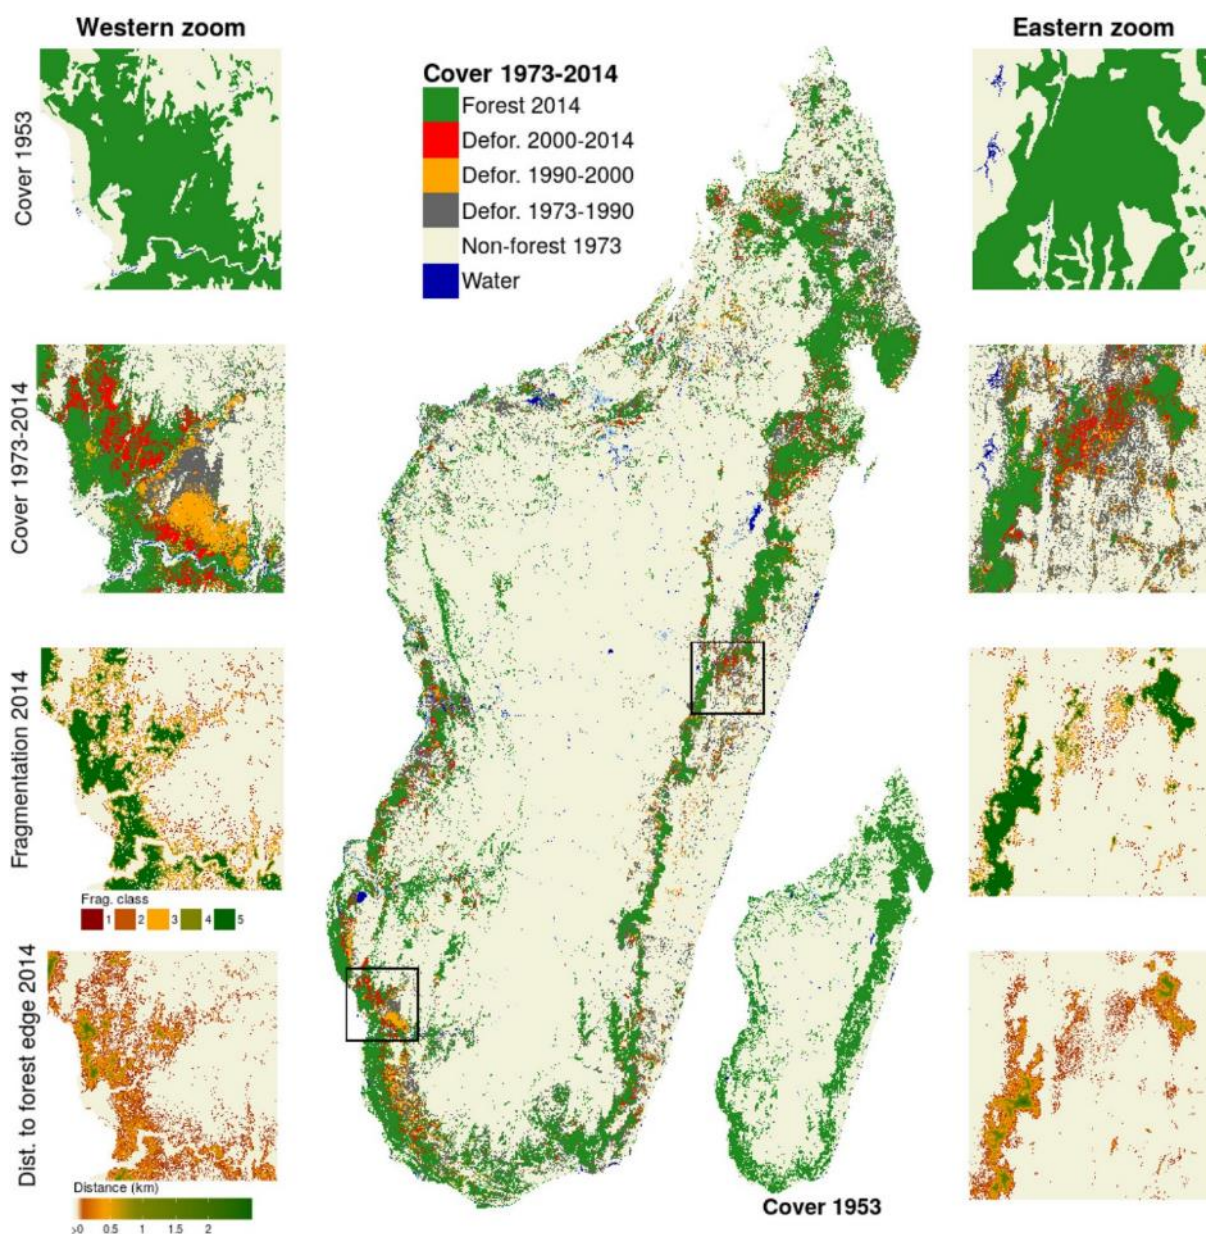 Western zoom
Eastern zoom
Cover 1953
Cover 1973-2014
Forest 2014
Defor. 2000-2014
Defor. 1990-2000
Defor. 1973-1990
Non-forest 1973
Water
Cover 1973-2014
Fragmentation 2014
Frag. class
1 2 3 4 5
Dist. to forest edge 2014
Distance (km)
>0 0.5 1 1.5 2
Cover 1953